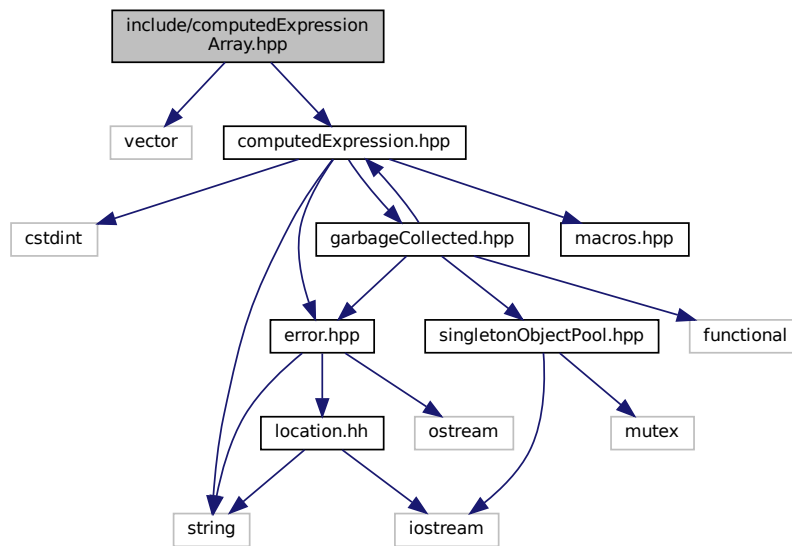 include/computedExpression
Array.hpp
vector
computedExpression.hpp
cstdint
garbageCollected.hpp
macros.hpp
error.hpp
singletonObjectPool.hpp
functional
location.hh
ostream
mutex
string
iostream